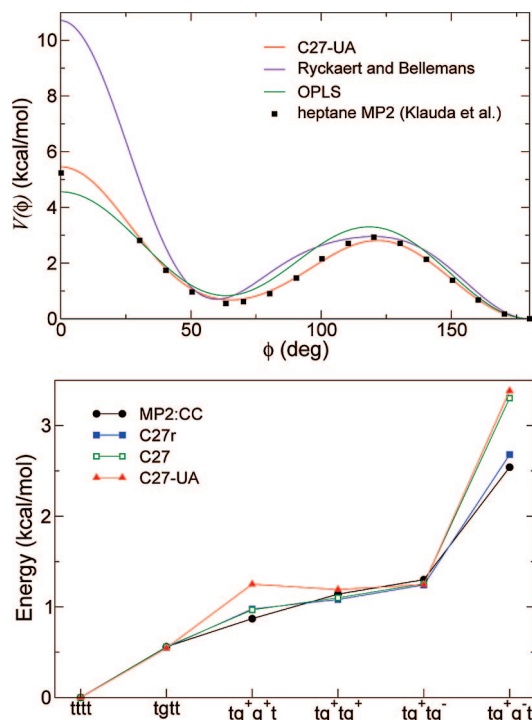 10
8
6
4
2
0
V(ϕ) (kcal/mol)
C27-UA
Ryckaert and Bellemans
OPLS
heptane MP2 (Klauda et al.)
0 50 100 150
ϕ (deg)
3
2
1
0
Energy (kcal/mol)
MP2:CC
C27r
C27
C27-UA
tttt tgtt tg⁺g⁺t tg⁺tg⁺ tg⁺tg⁻ tg⁺g⁻t